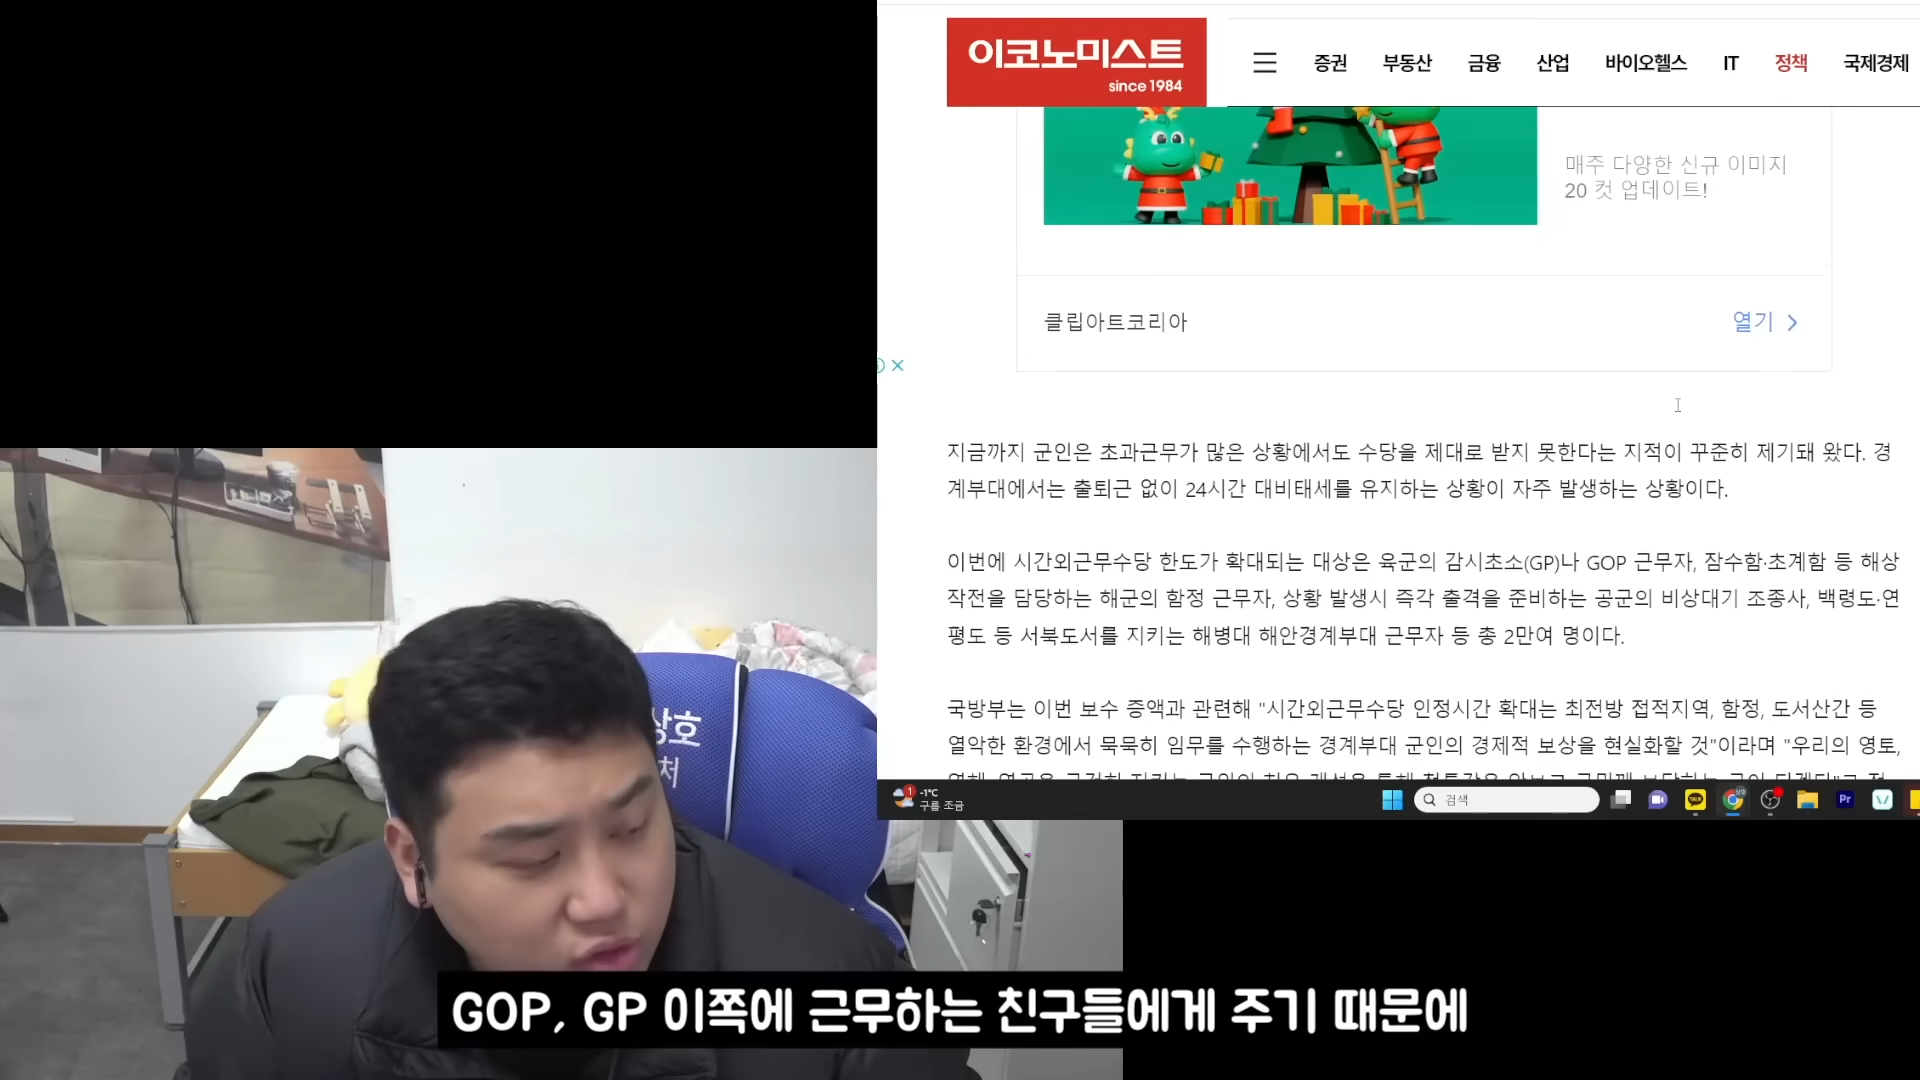 이코노미스트
since 1984
증권 부동산 금융 산업 바이오헬스 IT 정책 국제경제
매주 다양한 신규 이미지
20 컷 업데이트!
클립아트코리아
열기
지금까지 군인은 초과근무가 많은 상황에서도 수당을 제대로 받지 못한다는 지적이 꾸준히 제기돼 왔다. 경
계부대에서는 출퇴근 없이 24시간 대비태세를 유지하는 상황이 자주 발생하는 상황이다.
이번에 시간외근무수당 한도가 확대되는 대상은 육군의 감시초소(GP)나 GOP 근무자, 잠수함·초계함 등 해상
작전을 담당하는 해군의 함정 근무자, 상황 발생시 즉각 출격을 준비하는 공군의 비상대기 조종사, 백령도·연
평도 등 서북도서를 지키는 해병대 해안경계부대 근무자 등 총 2만여 명이다.
국방부는 이번 보수 증액과 관련해 "시간외근무수당 인정시간 확대는 최전방 접적지역, 함정, 도서산간 등
열악한 환경에서 묵묵히 임무를 수행하는 경계부대 군인의 경제적 보상을 현실화할 것"이라며 "우리의 영토,
1
-1°C
구름 조금
검색
TALK
Pr
상호
처
GOP, GP 이쪽에 근무하는 친구들에게 주기 때문에